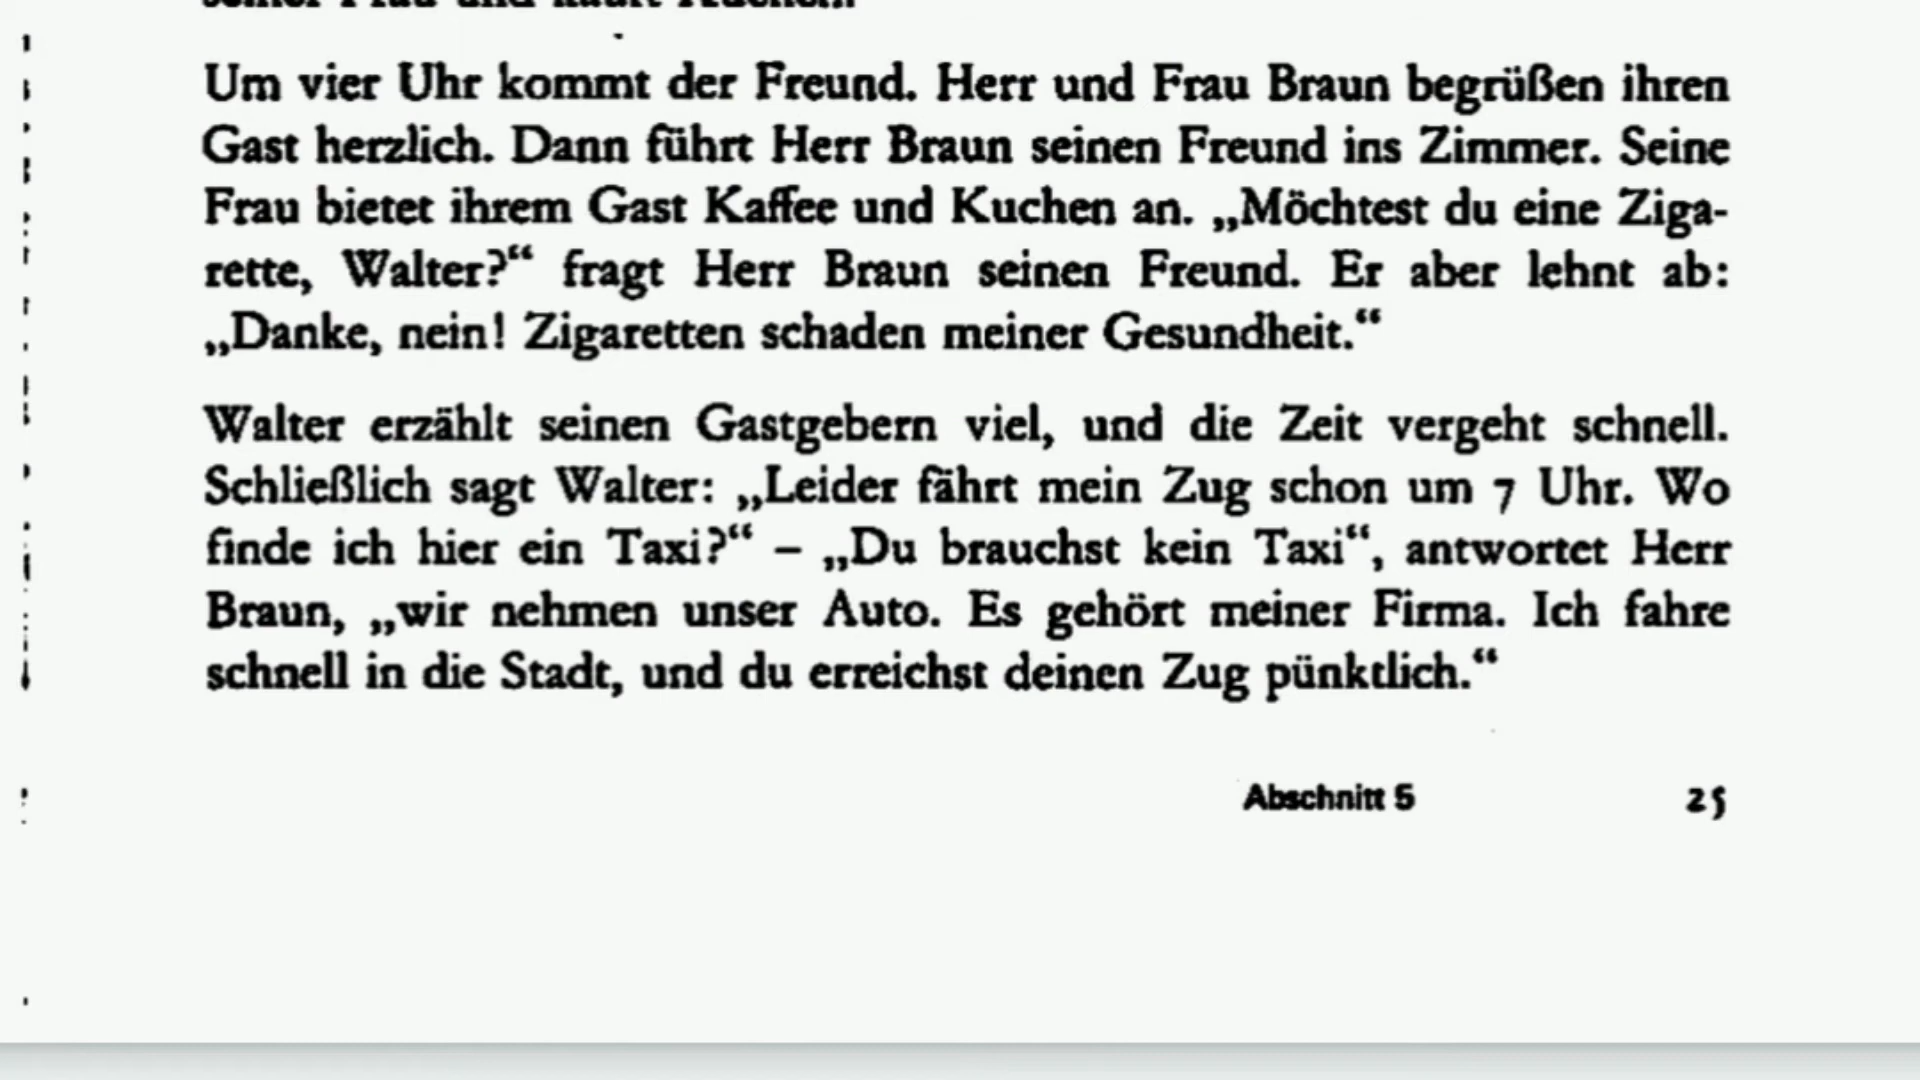 Um vier Uhr kommt der Freund. Herr und Frau Braun begrüßen ihren
Gast herzlich. Dann führt Herr Braun seinen Freund ins Zimmer. Seine
Frau bietet ihrem Gast Kaffee und Kuchen an. „Möchtest du eine Ziga-
rette, Walter?“ fragt Herr Braun seinen Freund. Er aber lehnt ab:
„Danke, nein! Zigaretten schaden meiner Gesundheit.“
Walter erzählt seinen Gastgebern viel, und die Zeit vergeht schnell.
Schließlich sagt Walter: „Leider fährt mein Zug schon um 7 Uhr. Wo
finde ich hier ein Taxi?“ – „Du brauchst kein Taxi“, antwortet Herr
Braun, „wir nehmen unser Auto. Es gehört meiner Firma. Ich fahre
schnell in die Stadt, und du erreichst deinen Zug pünktlich.“
Abschnitt 5 25